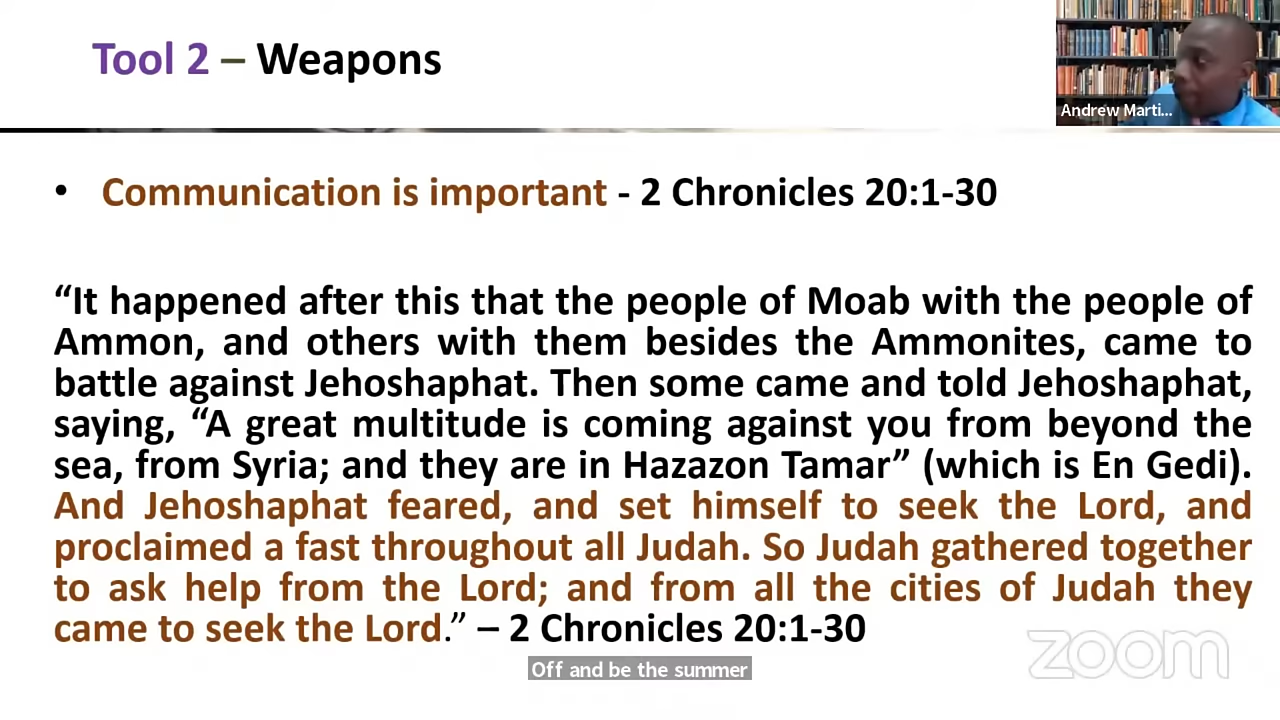 Tool 2 – Weapons
Andrew Marti...
• Communication is important - 2 Chronicles 20:1-30
“It happened after this that the people of Moab with the people of
Ammon, and others with them besides the Ammonites, came to
battle against Jehoshaphat. Then some came and told Jehoshaphat,
saying, “A great multitude is coming against you from beyond the
sea, from Syria; and they are in Hazazon Tamar” (which is En Gedi).
And Jehoshaphat feared, and set himself to seek the Lord, and
proclaimed a fast throughout all Judah. So Judah gathered together
to ask help from the Lord; and from all the cities of Judah they
came to seek the Lord.” – 2 Chronicles 20:1-30
Off and be the summer
zoom